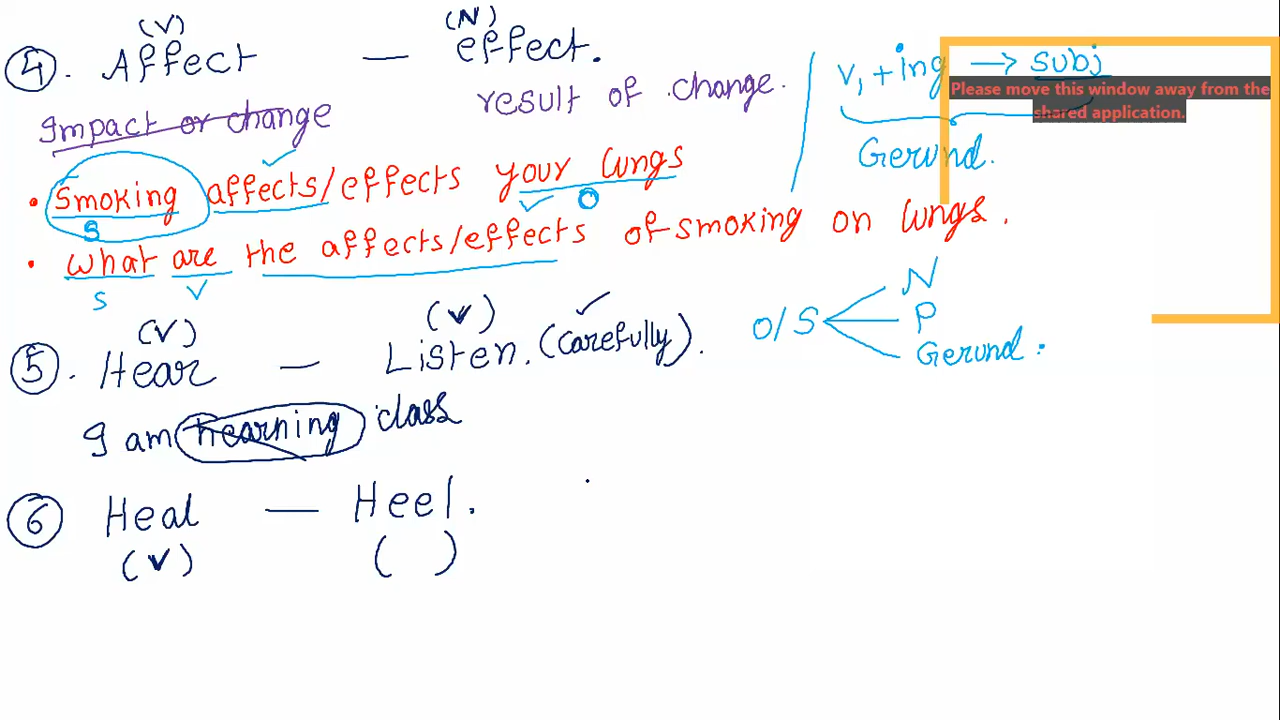 (V) (N)
④. Affect — effect.
Impact or change result of change.
V₁ + ing → subj
Please move this window away from the
shared application.
Gerund.
• Smoking affects/effects your lungs
S O
• What are the affects/effects of smoking on lungs.
S V
O/S N
P
Gerund.
(V) (V)
⑤. Hear — Listen. (Carefully).
I am hearning class
⑥ Heal — Heel.
(V) ( )